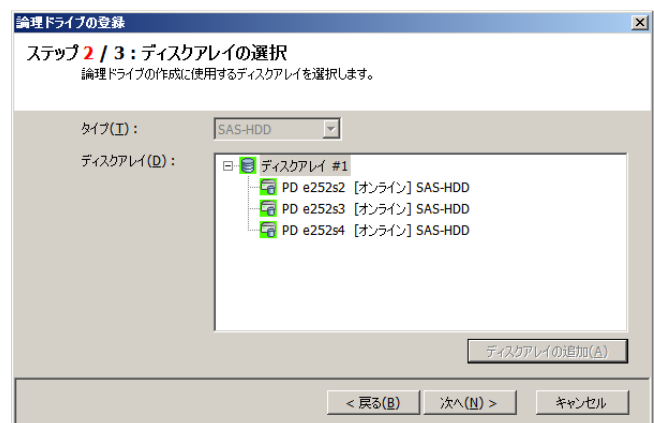 論理ドライブの登録
ステップ 2 / 3 : ディスクアレイの選択
論理ドライブの作成に使用するディスクアレイを選択します。
タイプ(T) : SAS-HDD
ディスクアレイ(D) :
ディスクアレイ #1
PD e252s2 [オンライン] SAS-HDD
PD e252s3 [オンライン] SAS-HDD
PD e252s4 [オンライン] SAS-HDD
ディスクアレイの追加(A)
< 戻る(B) 次へ(N) > キャンセル